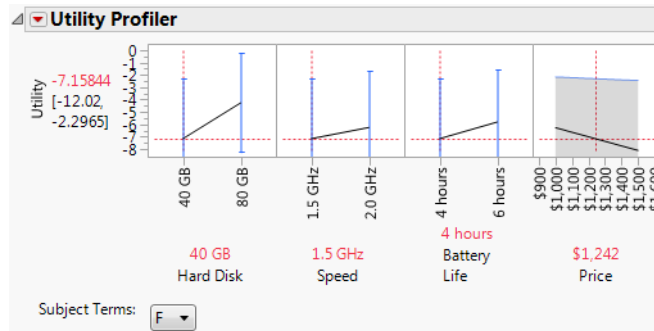 Utility Profiler
0
-1
-2
-3
-4
-5
-6
-7
-8
Utility
-7.15844
[-12.02,
-2.2965]
40 GB
80 GB
1.5 GHz
2.0 GHz
4 hours
6 hours
$900
$1,000
$1,100
$1,200
$1,300
$1,400
$1,500
40 GB
Hard Disk
1.5 GHz
Speed
4 hours
Battery
Life
$1,242
Price
Subject Terms:
F